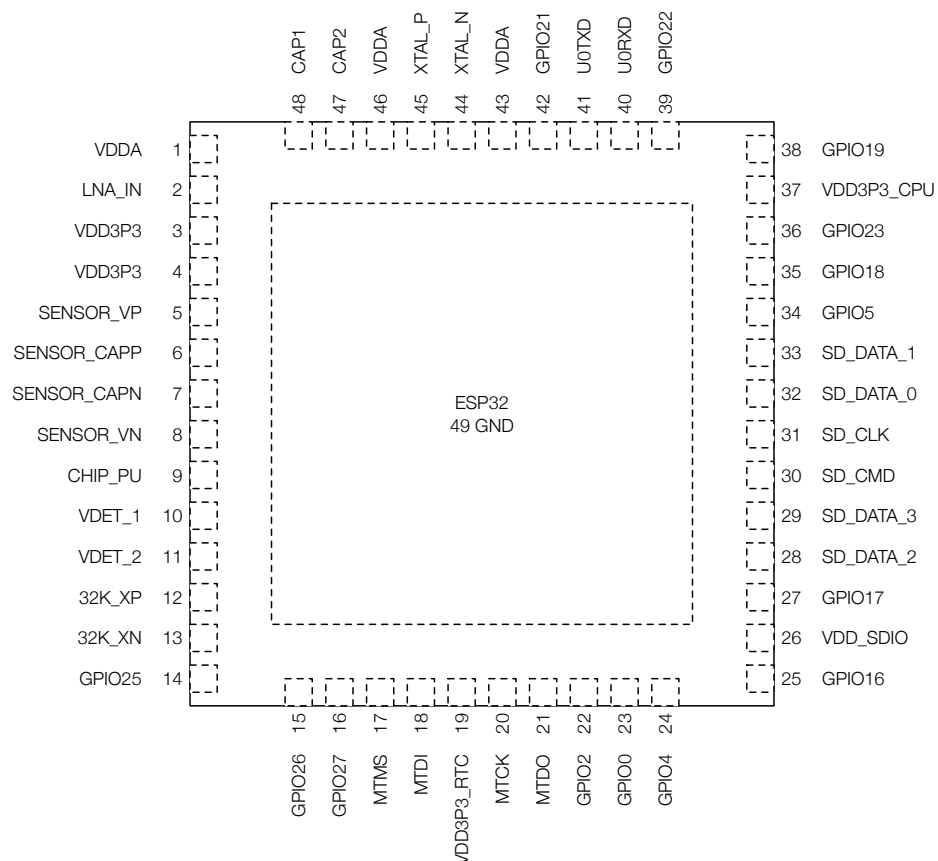 CAP1
CAP2
VDDA
XTAL_P
XTAL_N
VDDA
GPIO21
U0TXD
U0RXD
GPIO22
48
47
46
45
44
43
42
41
40
39
VDDA 1
LNA_IN 2
VDD3P3 3
VDD3P3 4
SENSOR_VP 5
SENSOR_CAPP 6
SENSOR_CAPN 7
SENSOR_VN 8
CHIP_PU 9
VDET_1 10
VDET_2 11
32K_XP 12
32K_XN 13
GPIO25 14
ESP32
49 GND
38 GPIO19
37 VDD3P3_CPU
36 GPIO23
35 GPIO18
34 GPIO5
33 SD_DATA_1
32 SD_DATA_0
31 SD_CLK
30 SD_CMD
29 SD_DATA_3
28 SD_DATA_2
27 GPIO17
26 VDD_SDIO
25 GPIO16
15
16
17
18
19
20
21
22
23
24
GPIO26
GPIO27
MTMS
MTDI
VDD3P3_RTC
MTCK
MTDO
GPIO2
GPIO0
GPIO4